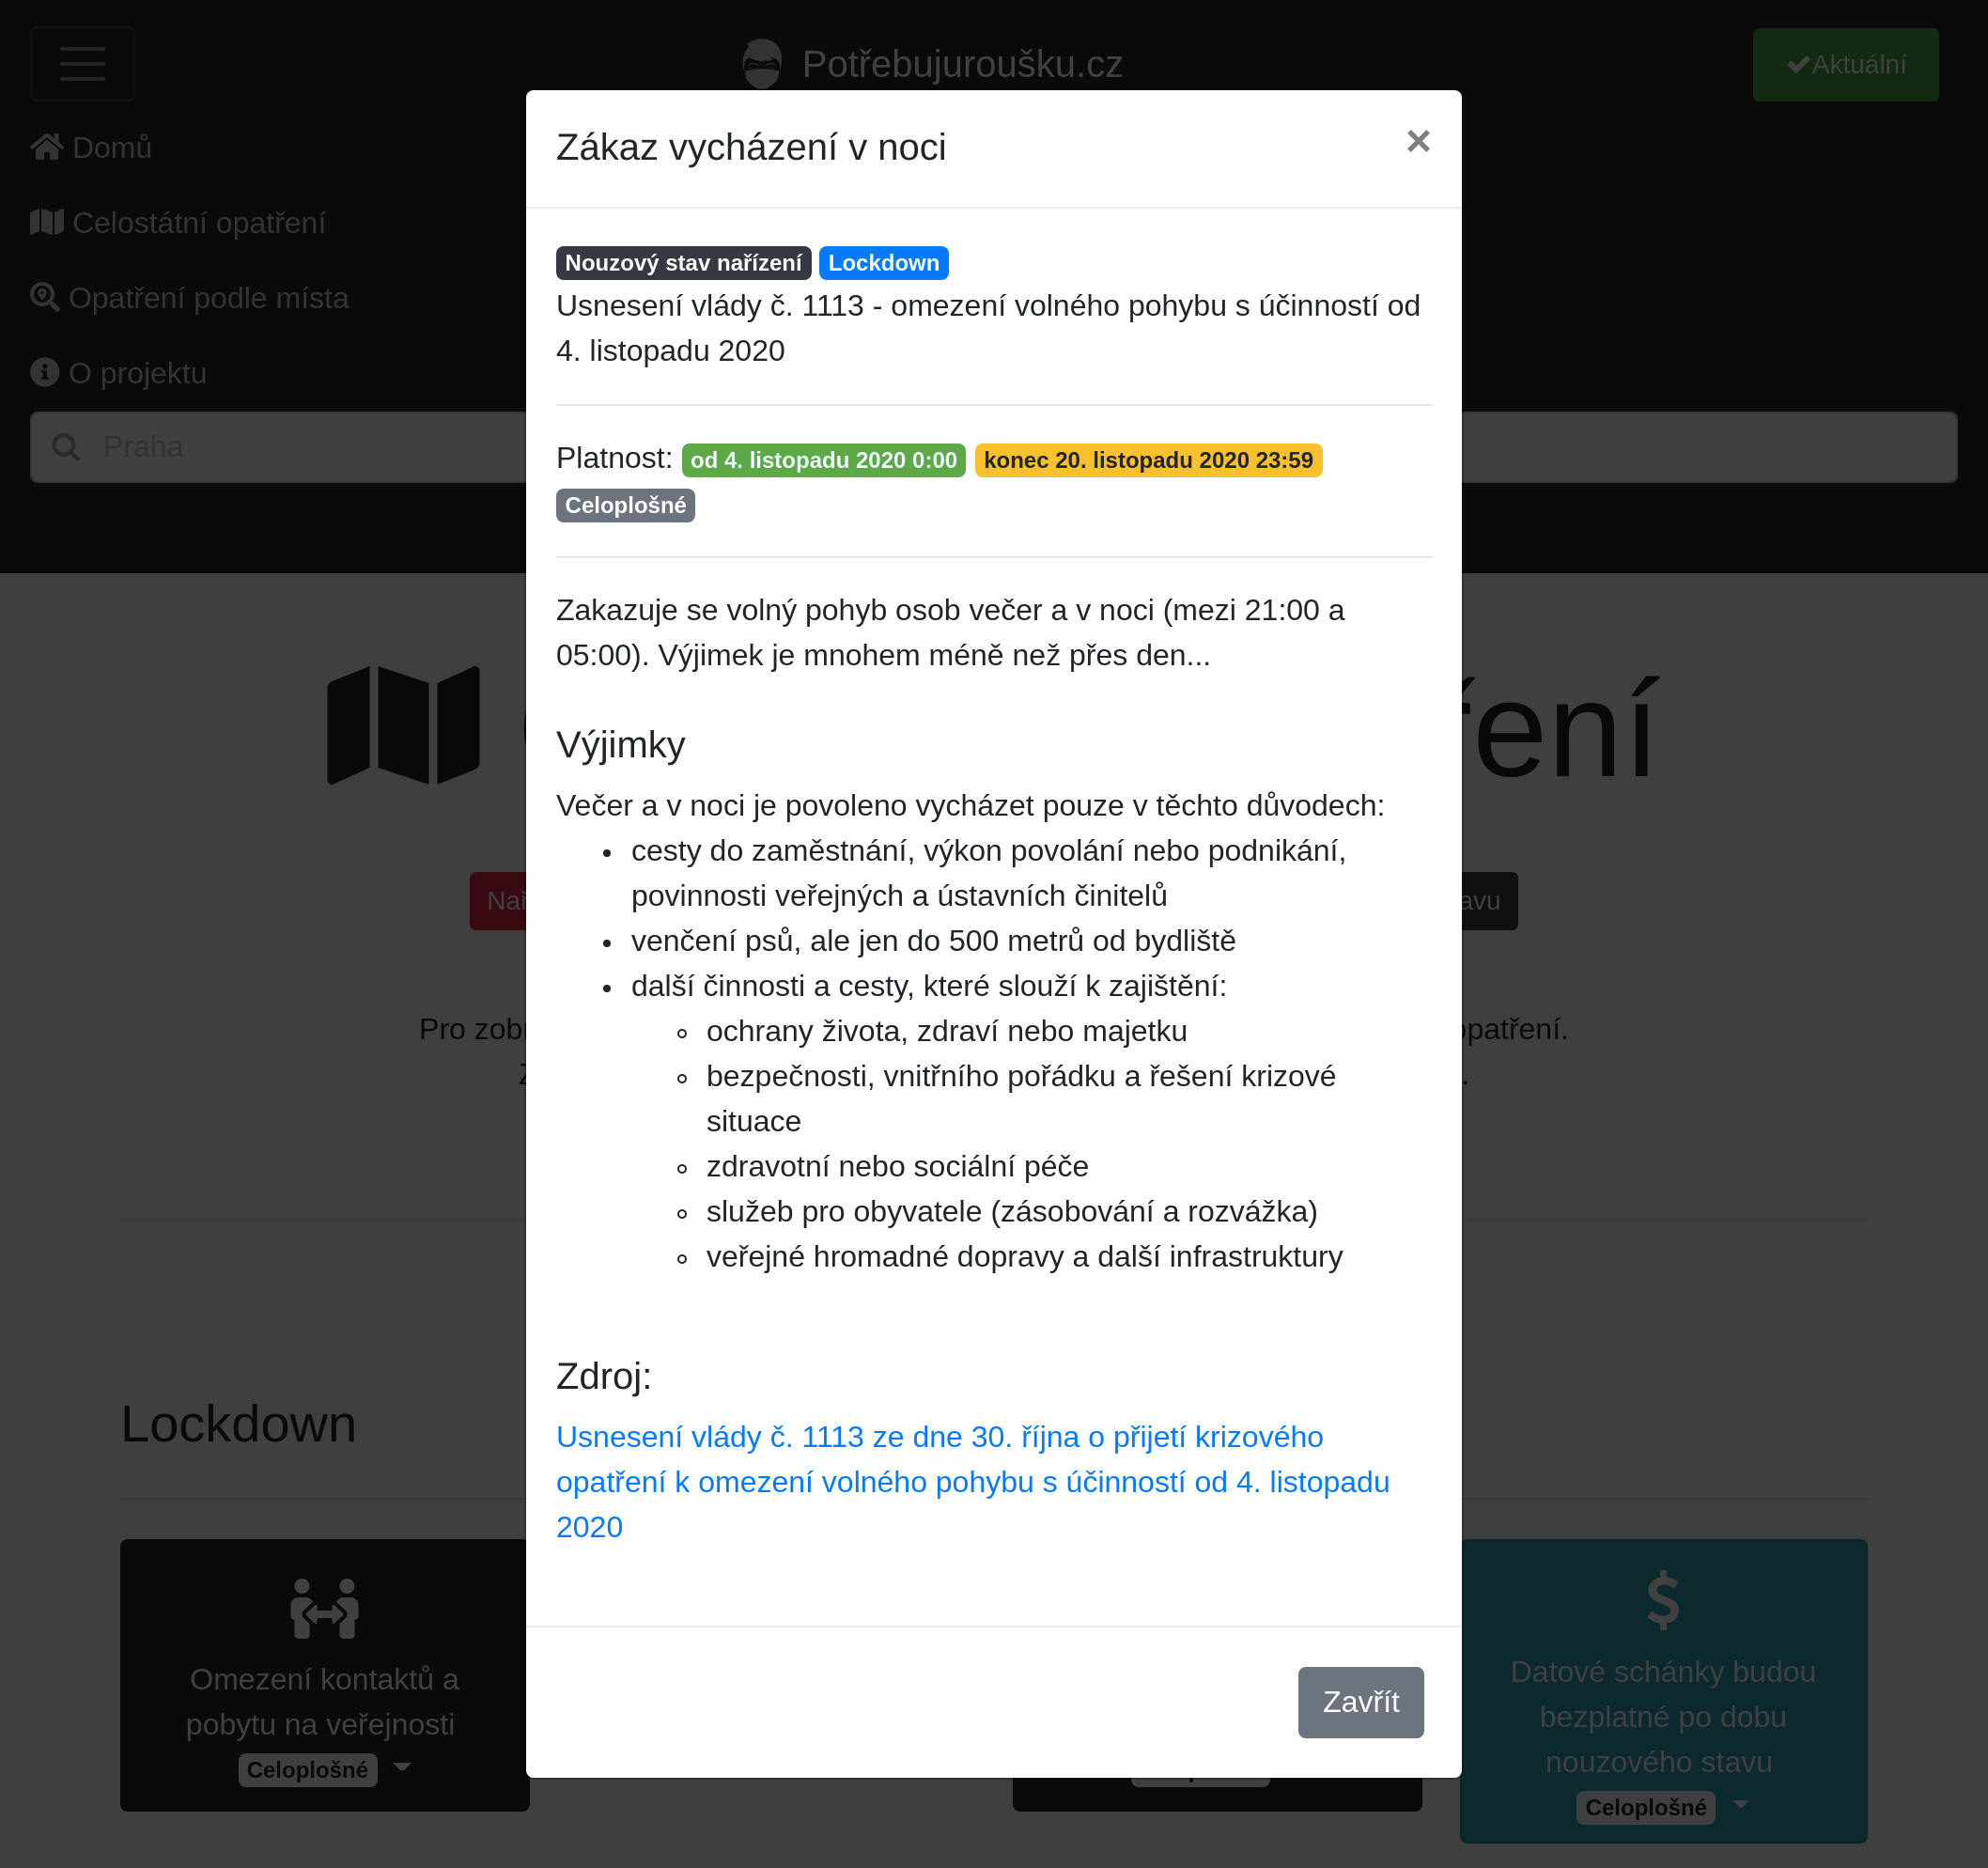 Potřebujuroušku.cz
Aktuální
Domů
Celostátní opatření
Opatření podle místa
O projektu
Praha
Zákaz vycházení v noci
×
Nouzový stav nařízení Lockdown
Usnesení vlády č. 1113 - omezení volného pohybu s účinností od
4. listopadu 2020
Platnost: od 4. listopadu 2020 0:00 konec 20. listopadu 2020 23:59
Celoplošné
Zakazuje se volný pohyb osob večer a v noci (mezi 21:00 a
05:00). Výjimek je mnohem méně než přes den...
Výjimky
Večer a v noci je povoleno vycházet pouze v těchto důvodech:
• cesty do zaměstnání, výkon povolání nebo podnikání,
povinnosti veřejných a ústavních činitelů
• venčení psů, ale jen do 500 metrů od bydliště
• další činnosti a cesty, které slouží k zajištění:
◦ ochrany života, zdraví nebo majetku
◦ bezpečnosti, vnitřního pořádku a řešení krizové
situace
◦ zdravotní nebo sociální péče
◦ služeb pro obyvatele (zásobování a rozvážka)
◦ veřejné hromadné dopravy a další infrastruktury
Zdroj:
Usnesení vlády č. 1113 ze dne 30. října o přijetí krizového
opatření k omezení volného pohybu s účinností od 4. listopadu
2020
Zavřít
Pro
opatření.
Lockdown
Omezení kontaktů a
pobytu na veřejnosti
Celoplošné
Datové schánky budou
bezplatné po dobu
nouzového stavu
Celoplošné